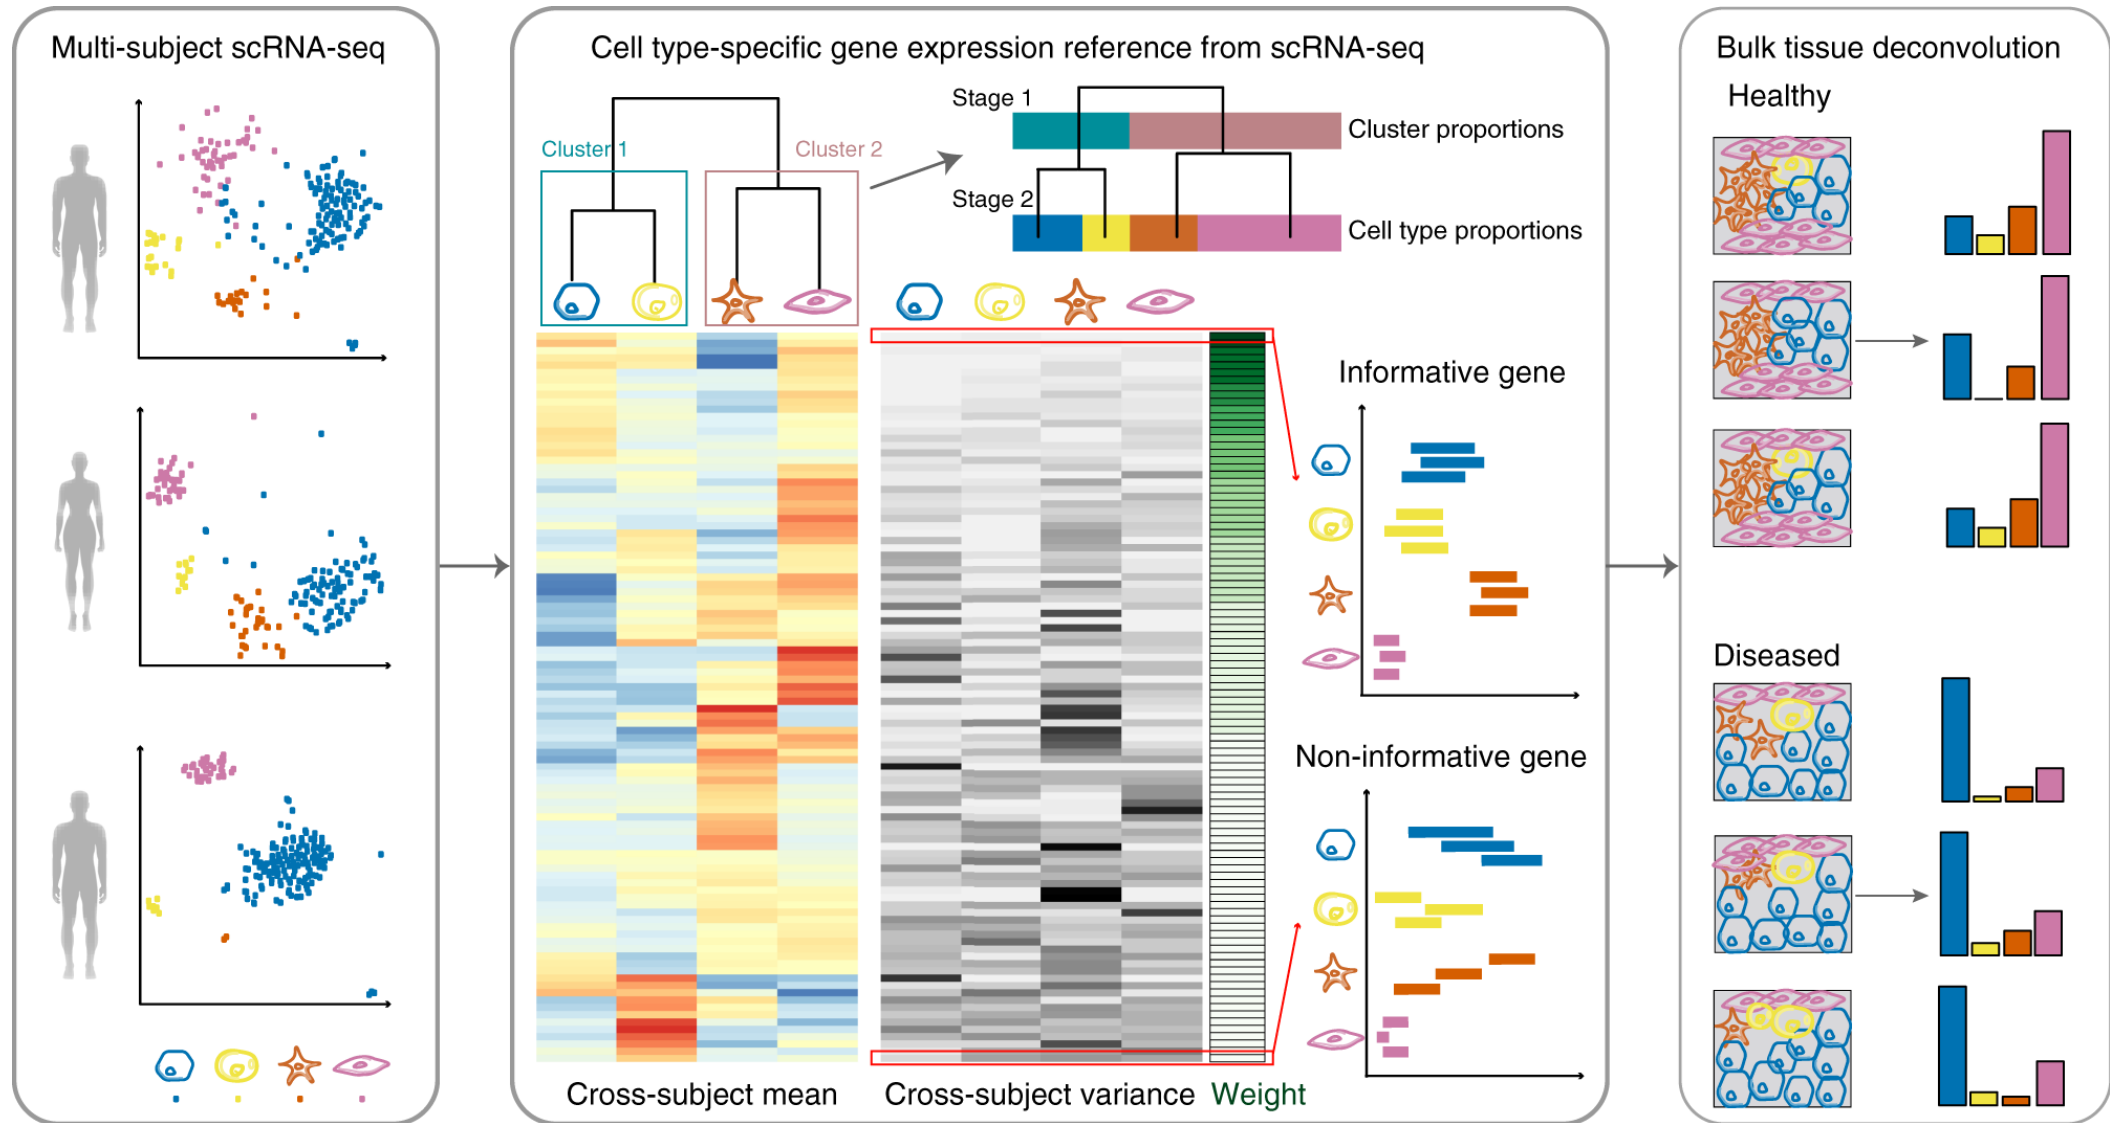 Multi-subject scRNA-seq
Cell type-specific gene expression reference from scRNA-seq
Cluster 1
Cluster 2
Stage 1
Cluster proportions
Stage 2
Cell type proportions
Informative gene
Non-informative gene
Cross-subject mean
Cross-subject variance
Weight
Bulk tissue deconvolution
Healthy
Diseased